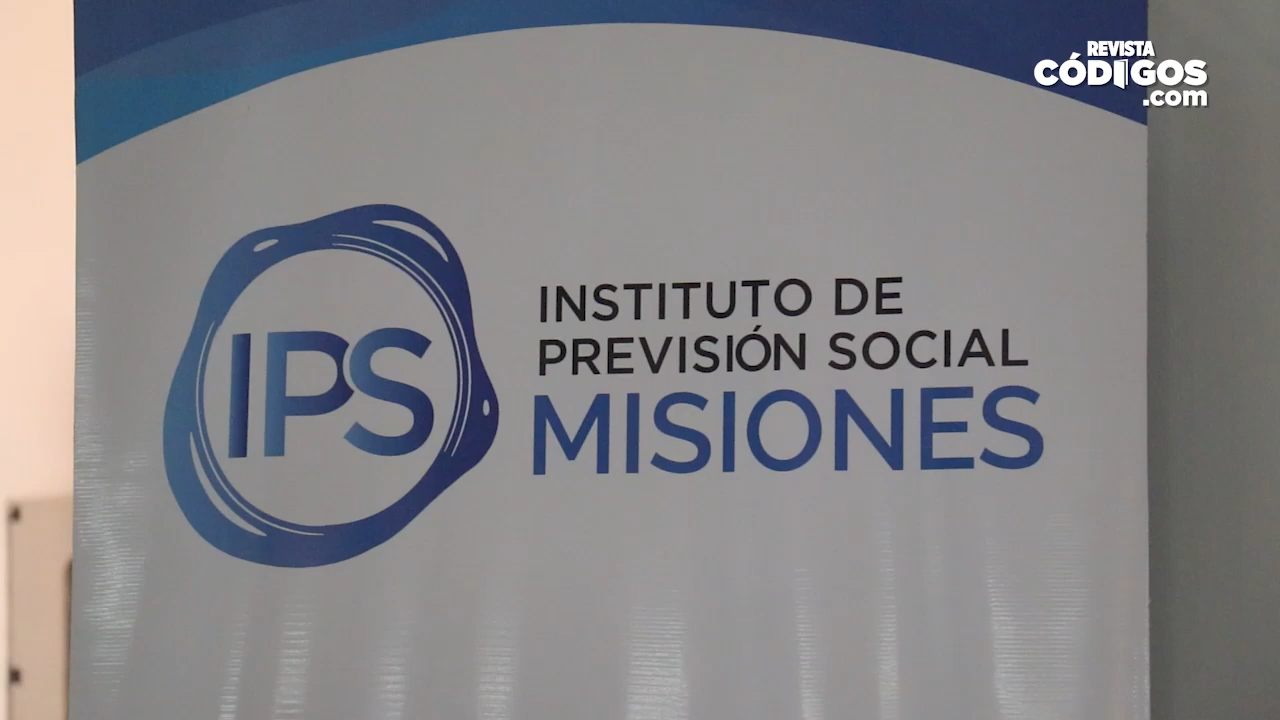 REVISTA
CÓDIGOS
.com
IPS
INSTITUTO DE
PREVISIÓN SOCIAL
MISIONES